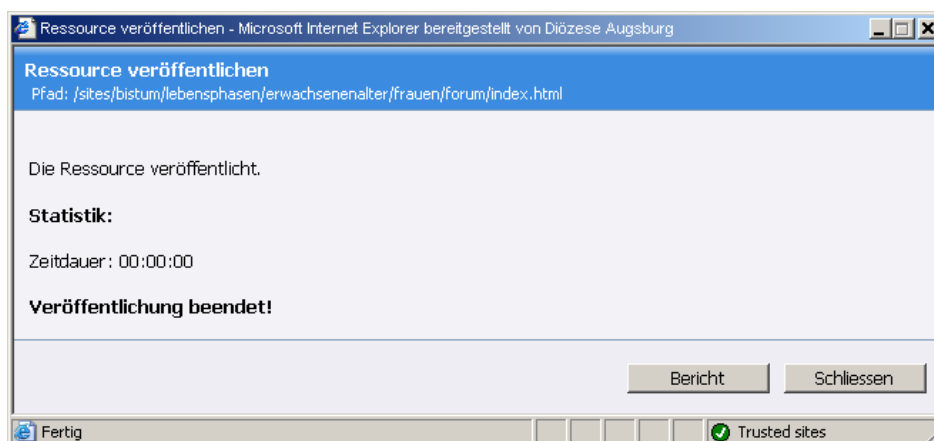 Ressource veröffentlichen - Microsoft Internet Explorer bereitgestellt von Diözese Augsburg
Ressource veröffentlichen
Pfad: /sites/bistum/lebensphasen/erwachsenenalter/frauen/forum/index.html
Die Ressource veröffentlicht.
Statistik:
Zeitdauer: 00:00:00
Veröffentlichung beendet!
Bericht Schliessen
Fertig Trusted sites